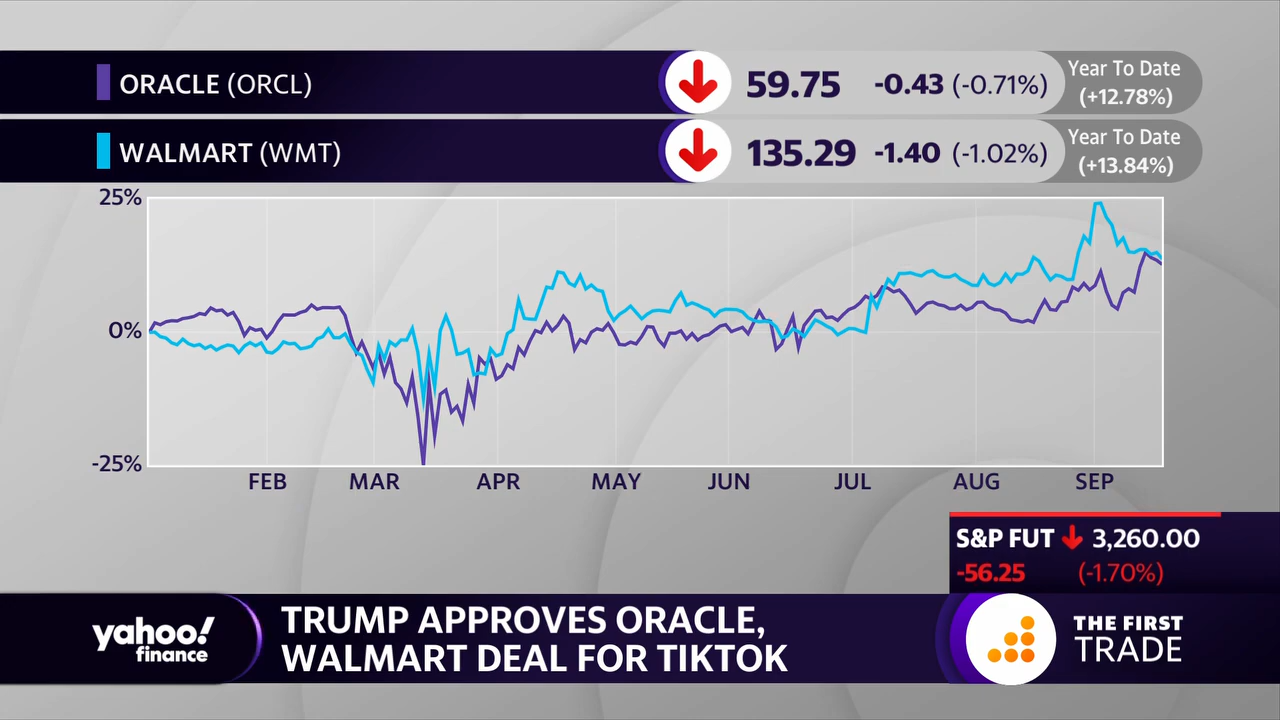 ORACLE (ORCL) 59.75 -0.43 (-0.71%) Year To Date (+12.78%)
WALMART (WMT) 135.29 -1.40 (-1.02%) Year To Date (+13.84%)
25%
0%
-25%
FEB MAR APR MAY JUN JUL AUG SEP
S&P FUT 3,260.00
-56.25 (-1.70%)
yahoo!
finance
TRUMP APPROVES ORACLE,
WALMART DEAL FOR TIKTOK
THE FIRST
TRADE